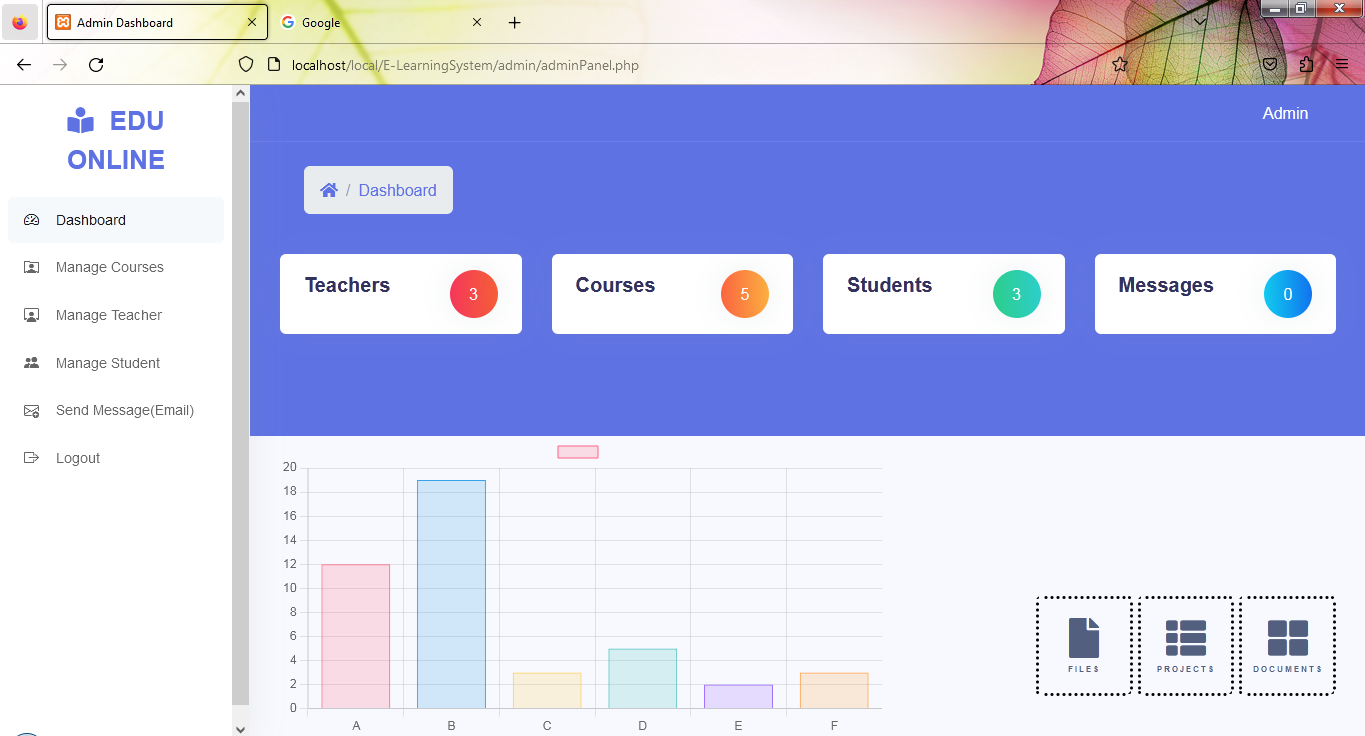 Admin Dashboard
Google
localhost/local/E-LearningSystem/admin/adminPanel.php
EDU
ONLINE
Dashboard
Manage Courses
Manage Teacher
Manage Student
Send Message(Email)
Logout
Admin
/ Dashboard
Teachers 3
Courses 5
Students 3
Messages 0
20
18
16
14
12
10
8
6
4
2
0
A B C D E F
FILES
PROJECTS
DOCUMENTS